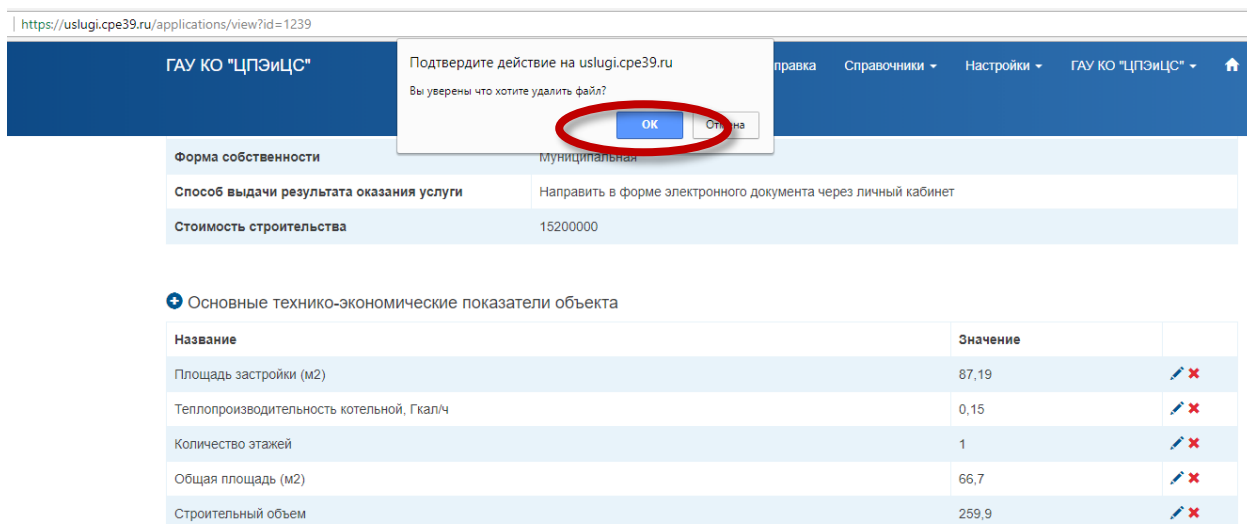 https://uslugi.cpe39.ru/applications/view?id=1239
ГАУ КО "ЦПЭиЦС"
Подтвердите действие на uslugi.cpe39.ru
Вы уверены что хотите удалить файл?
ОК
правка Справочники Настройки ГАУ КО "ЦПЭиЦС"
Форма собственности Муниципальная
Способ выдачи результата оказания услуги Направить в форме электронного документа через личный кабинет
Стоимость строительства 15200000
Основные технико-экономические показатели объекта
Название Значение
Площадь застройки (м2) 87,19
Теплопроизводительность котельной, Гкал/ч 0,15
Количество этажей 1
Общая площадь (м2) 66,7
Строительный объем 259,9